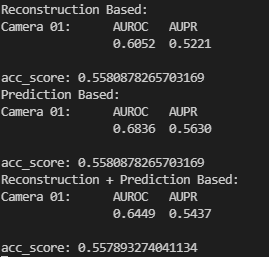 Reconstruction Based:
Camera 01: AUROC AUPR
0.6052 0.5221
acc_score: 0.5580878265703169
Prediction Based:
Camera 01: AUROC AUPR
0.6836 0.5630
acc_score: 0.5580878265703169
Reconstruction + Prediction Based:
Camera 01: AUROC AUPR
0.6449 0.5437
acc_score: 0.557893274041134